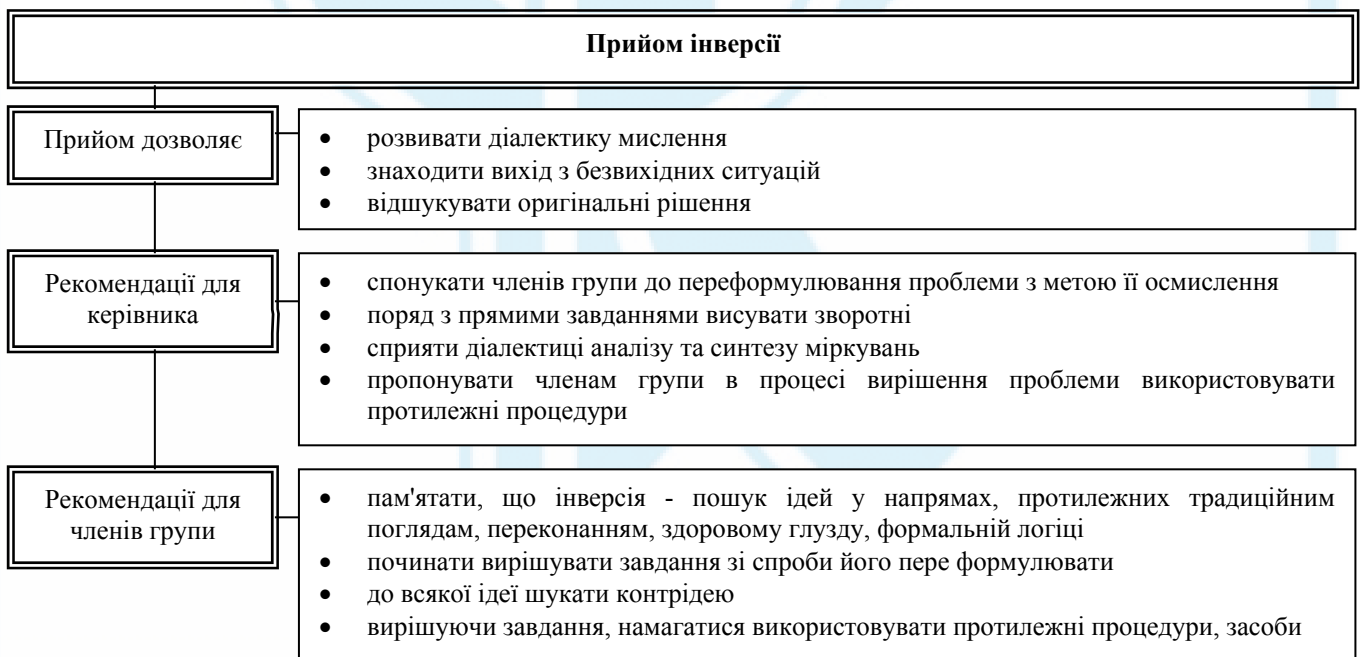 Прийом інверсії
Прийом дозволяє
• розвивати діалектику мислення
• знаходити вихід з безвихідних ситуацій
• відшукувати оригінальні рішення
Рекомендації для
керівника
• спонукати членів групи до переформулювання проблеми з метою її осмислення
• поряд з прямими завданнями висувати зворотні
• сприяти діалектиці аналізу та синтезу міркувань
• пропонувати членам групи в процесі вирішення проблеми використовувати
протилежні процедури
Рекомендації для
членів групи
• пам'ятати, що інверсія - пошук ідей у напрямах, протилежних традиційним
поглядам, переконанням, здоровому глузду, формальній логіці
• починати вирішувати завдання зі спроби його пере формулювати
• до всякої ідеї шукати контрідею
• вирішуючи завдання, намагатися використовувати протилежні процедури, засоби